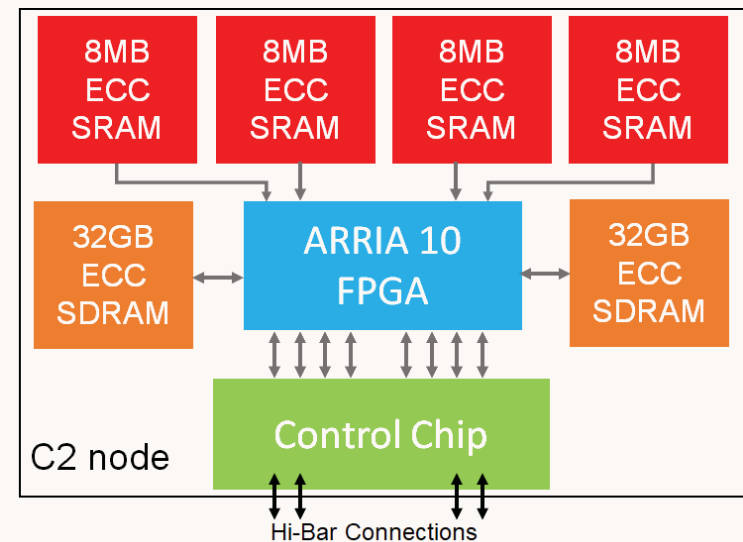 8MB
ECC
SRAM
8MB
ECC
SRAM
8MB
ECC
SRAM
8MB
ECC
SRAM
32GB
ECC
SDRAM
ARRIA 10
FPGA
32GB
ECC
SDRAM
Control Chip
C2 node
Hi-Bar Connections